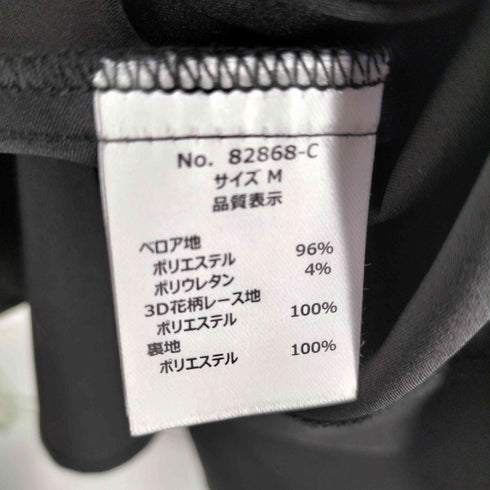 No. 82868-C
サイズ M
品質表示
ベロア地
ポリエステル 96%
ポリウレタン 4%
3D花柄レース地
ポリエステル 100%
裏地
ポリエステル 100%